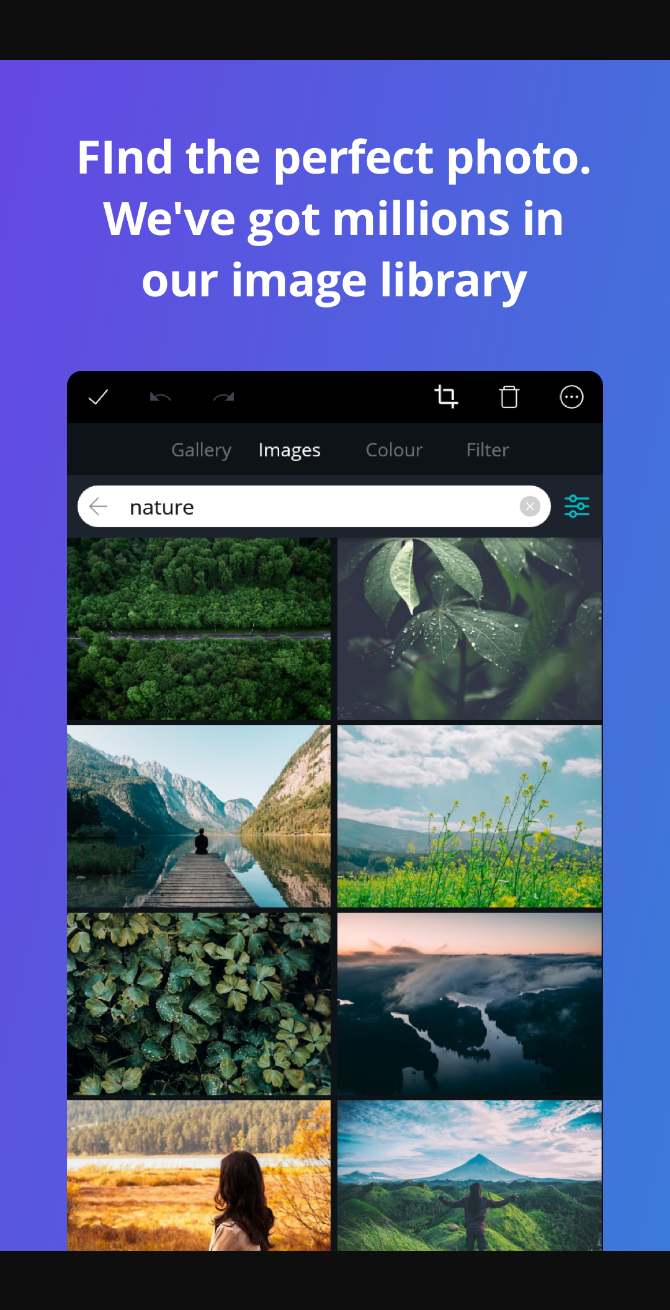 FInd the perfect photo.
We've got millions in
our image library
Gallery Images Colour Filter
nature